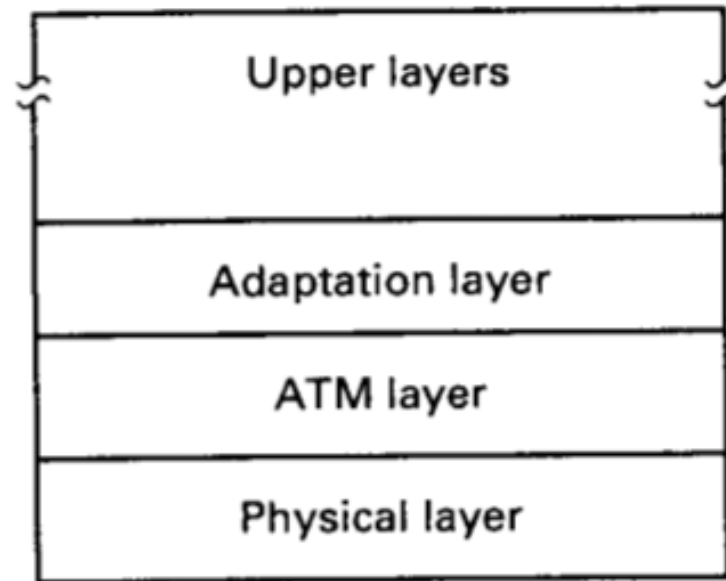 Upper layers
Adaptation layer
ATM layer
Physical layer